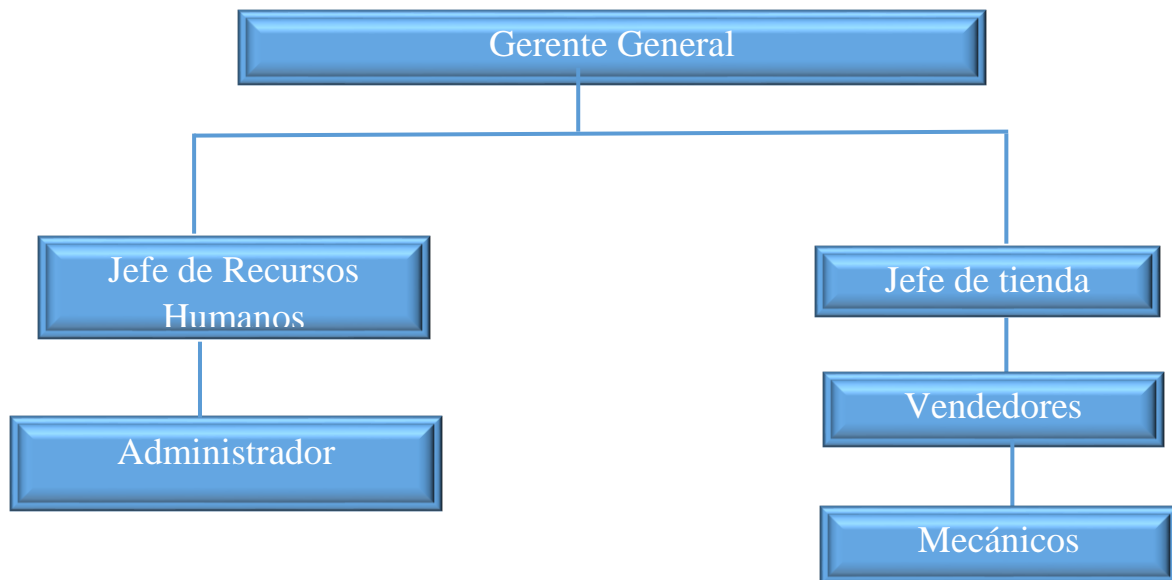 Gerente General
Jefe de Recursos
Humanos
Jefe de tienda
Vendedores
Administrador
Mecánicos